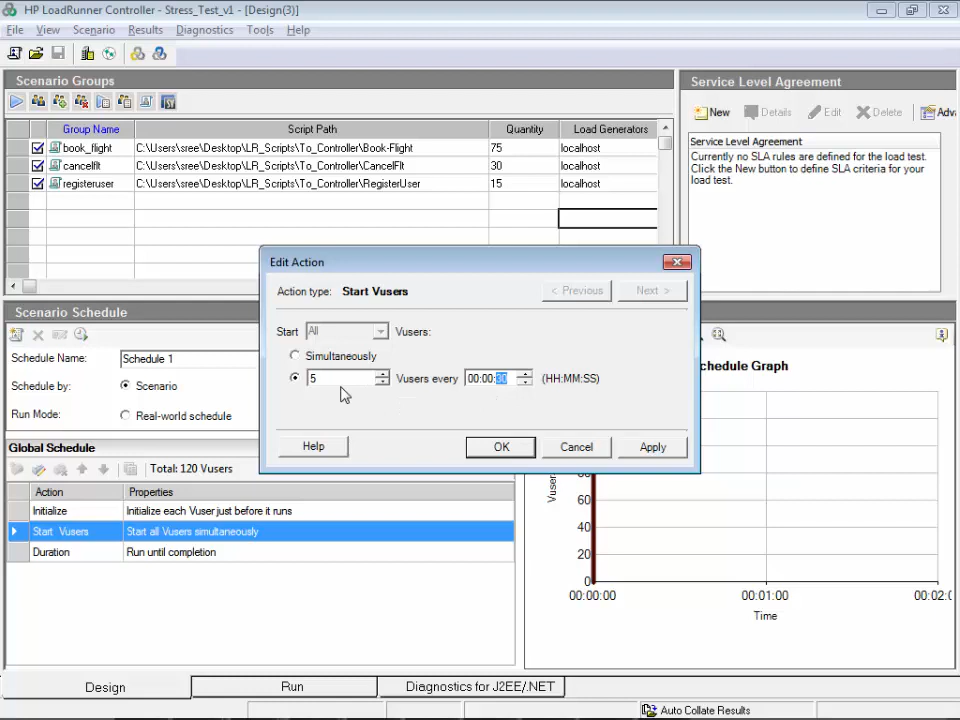 HP LoadRunner Controller - Stress_Test_v1 - [Design(3)]
File View Scenario Results Diagnostics Tools Help
Scenario Groups
Group Name Script Path Quantity Load Generators
book_flight C:\Users\sree\Desktop\LR_Scripts\To_Controller\Book-Flight 75 localhost
cancelflt C:\Users\sree\Desktop\LR_Scripts\To_Controller\CancelFlt 30 localhost
registeruser C:\Users\sree\Desktop\LR_Scripts\To_Controller\RegisterUser 15 localhost
Service Level Agreement
New Details Edit Delete Adv
Service Level Agreement
Currently no SLA rules are defined for the load test.
Click the New button to define SLA criteria for your
load test.
Edit Action
Action type: Start Vusers < Previous Next >
Start All Vusers:
Simultaneously
5 Vusers every 00:00:30 (HH:MM:SS)
Help OK Cancel Apply
Scenario Schedule
Schedule Name: Schedule 1
Schedule by: Scenario
Run Mode: Real-world schedule
Global Schedule
Total: 120 Vusers
Action Properties
Initialize Initialize each Vuser just before it runs
Start Vusers Start all Vusers simultaneously
Duration Run until completion
chedule Graph
Vusers
80
60
40
20
0
00:00:00 00:01:00 00:02:0
Time
Design Run Diagnostics for J2EE/.NET
Auto Collate Results